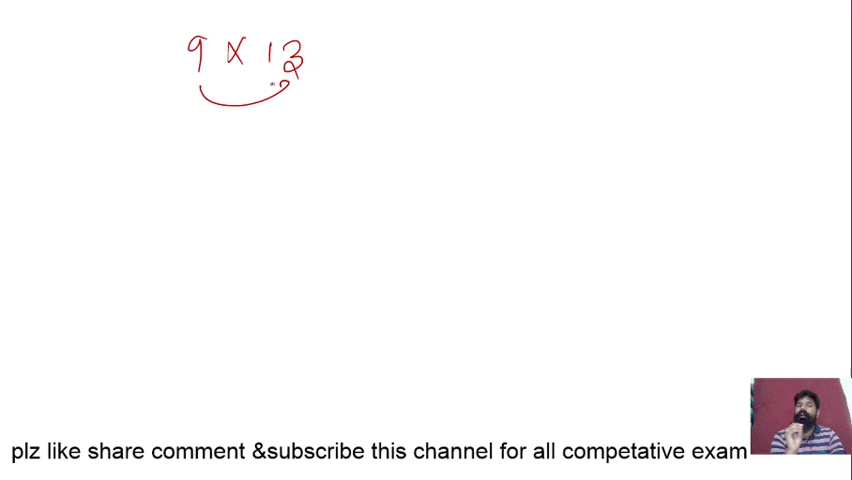 9 X 13
plz like share comment &subscribe this channel for all competative exam